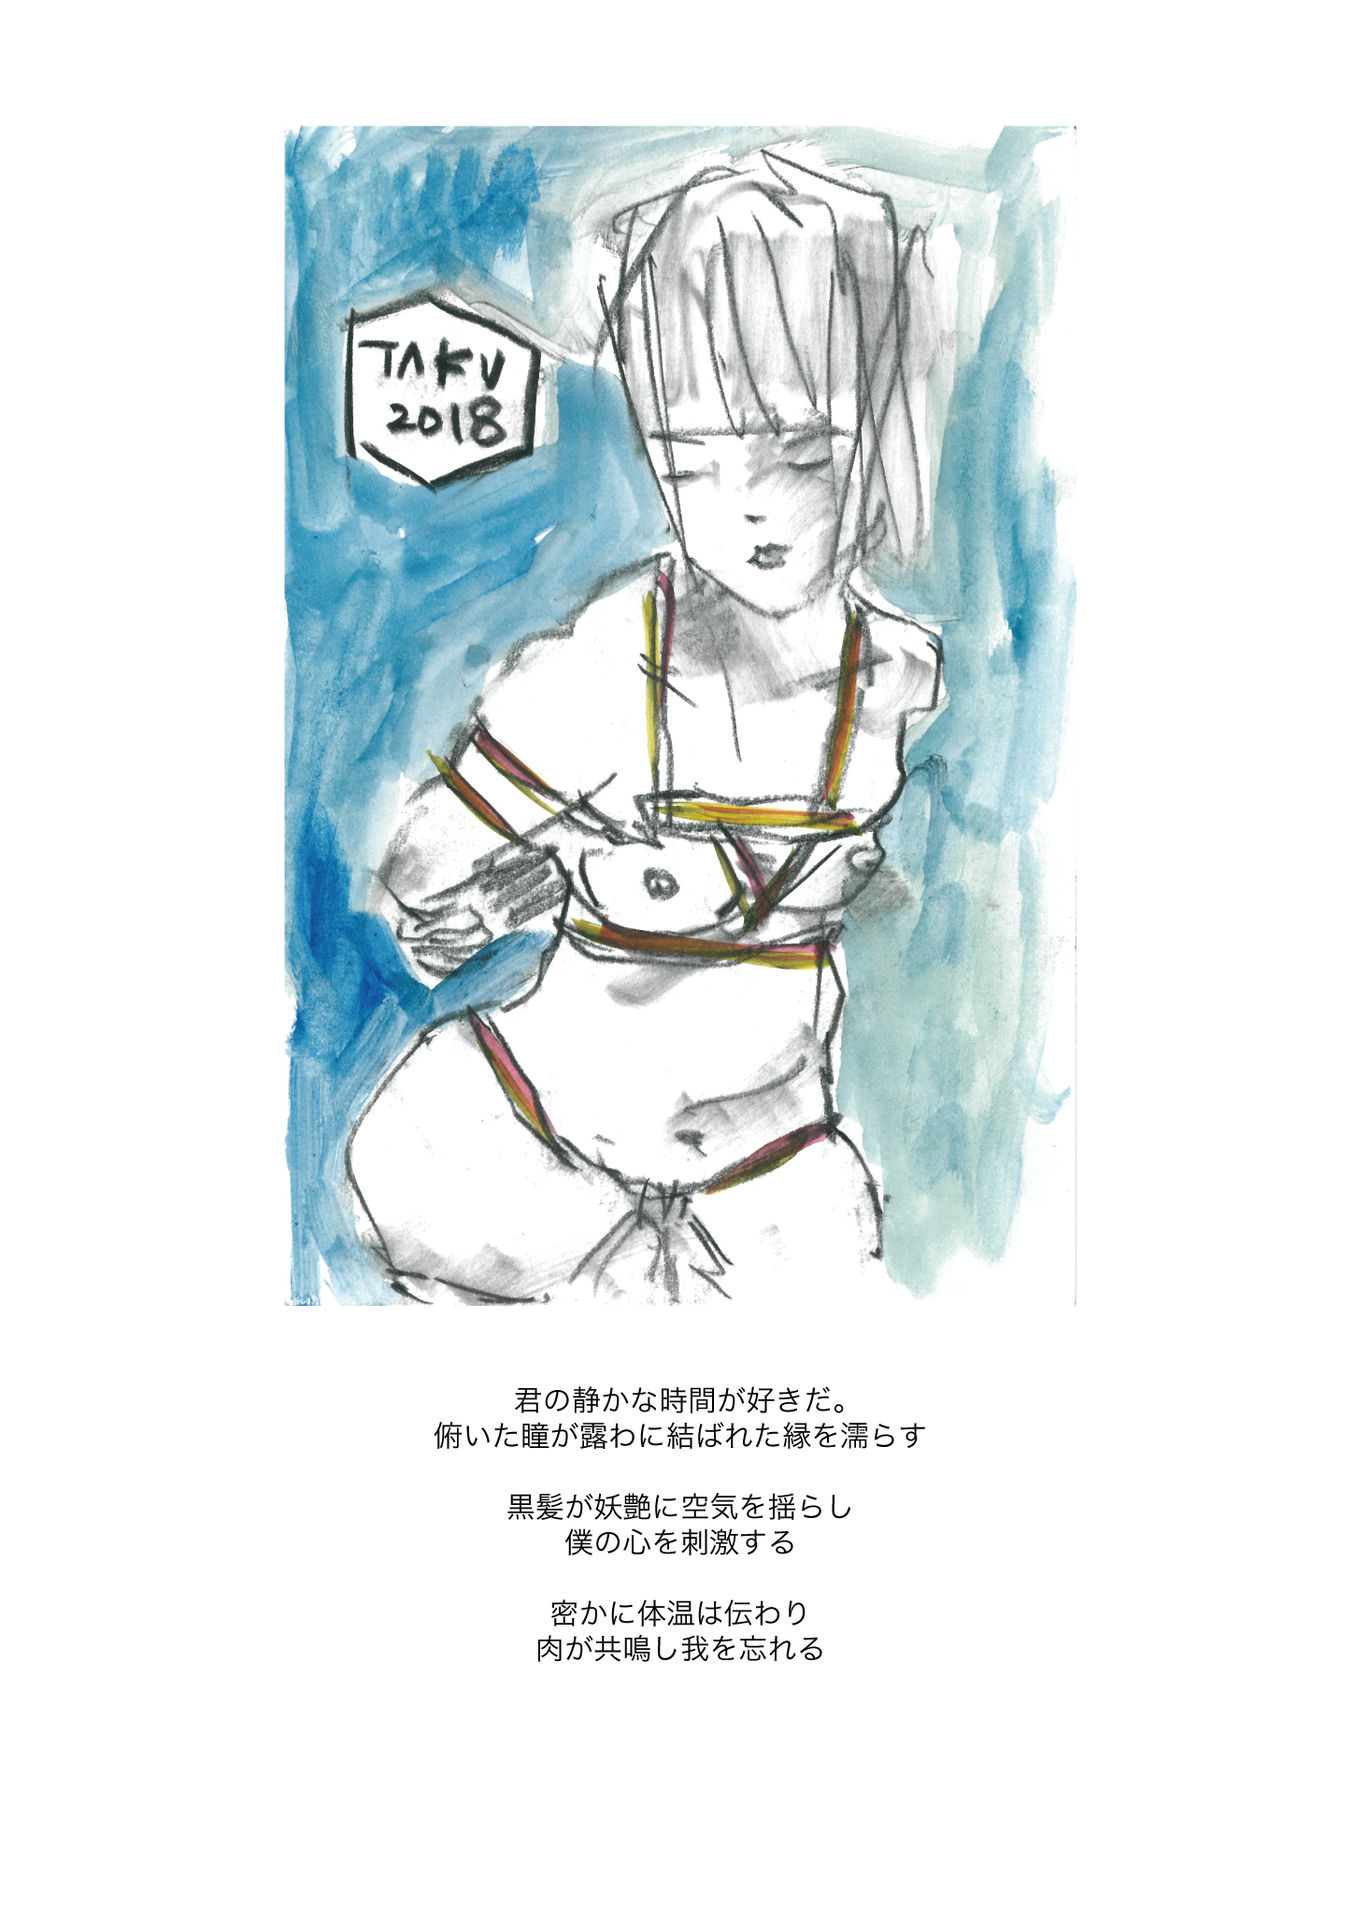 TAKU
2018
君の静かな時間が好きだ。
俯いた瞳が露わに結ばれた縁を濡らす
黒髪が妖艶に空気を揺らし
僕の心を刺激する
密かに体温は伝わり
肉が共鳴し我を忘れる